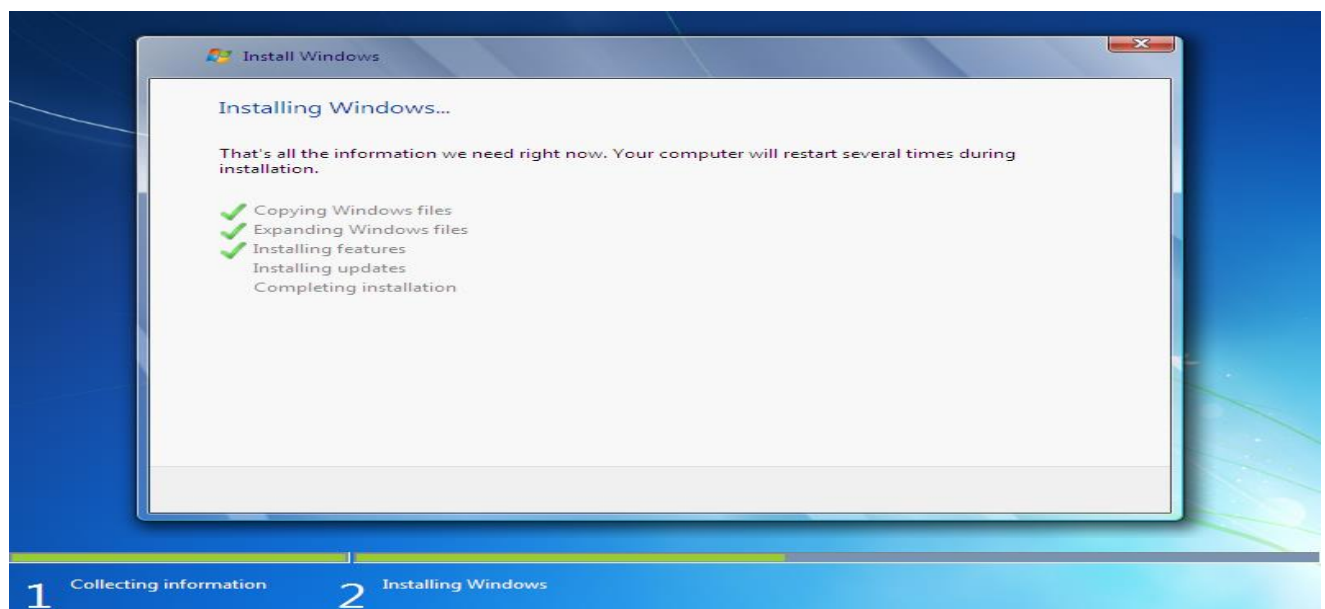 Install Windows
Installing Windows...
That's all the information we need right now. Your computer will restart several times during
installation.
Copying Windows files
Expanding Windows files
Installing features
Installing updates
Completing installation
1 Collecting information 2 Installing Windows